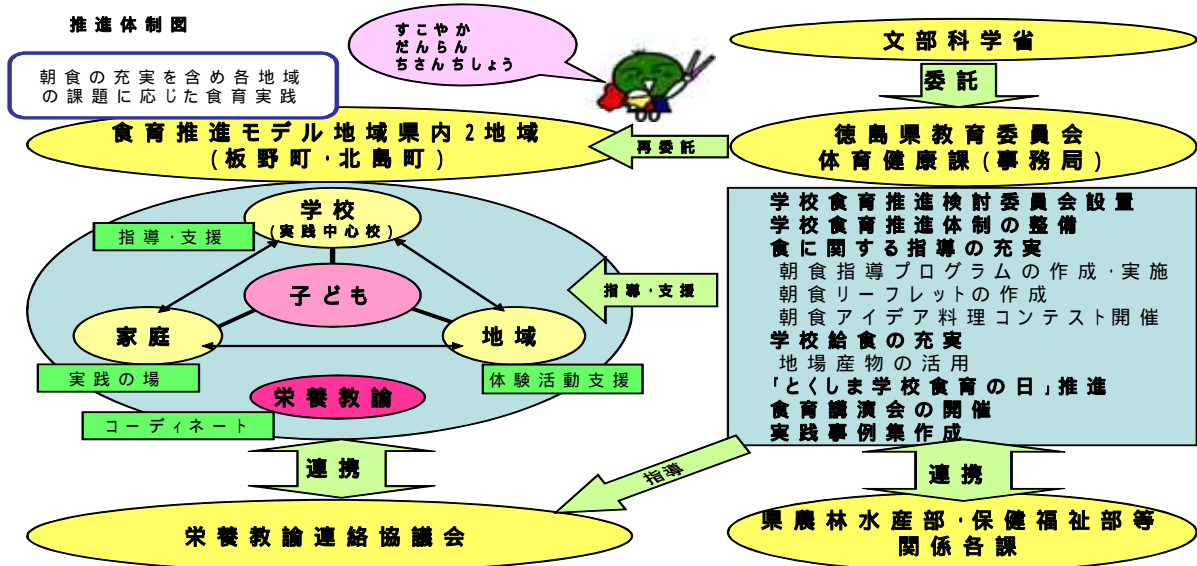 推進体制図
すこやか
だんらん
ちさんちしょう
朝食の充実を含め各地域
の課題に応じた食育実践
文部科学省
委託
食育推進モデル地域県内2地域
(板野町・北島町)
再委託
徳島県教育委員会
体育健康課(事務局)
学校
(実践中心校)
指導・支援
子ども
家庭
地域
実践の場
体験活動支援
栄養教諭
コーディネート
指導・支援
学校食育推進検討委員会設置
学校食育推進体制の整備
食に関する指導の充実
朝食指導プログラムの作成・実施
朝食リーフレットの作成
朝食アイデア料理コンテスト開催
学校給食の充実
地場産物の活用
「とくしま学校食育の日」推進
食育講演会の開催
実践事例集作成
連携
指導
連携
栄養教諭連絡協議会
県農林水産部・保健福祉部等
関係各課